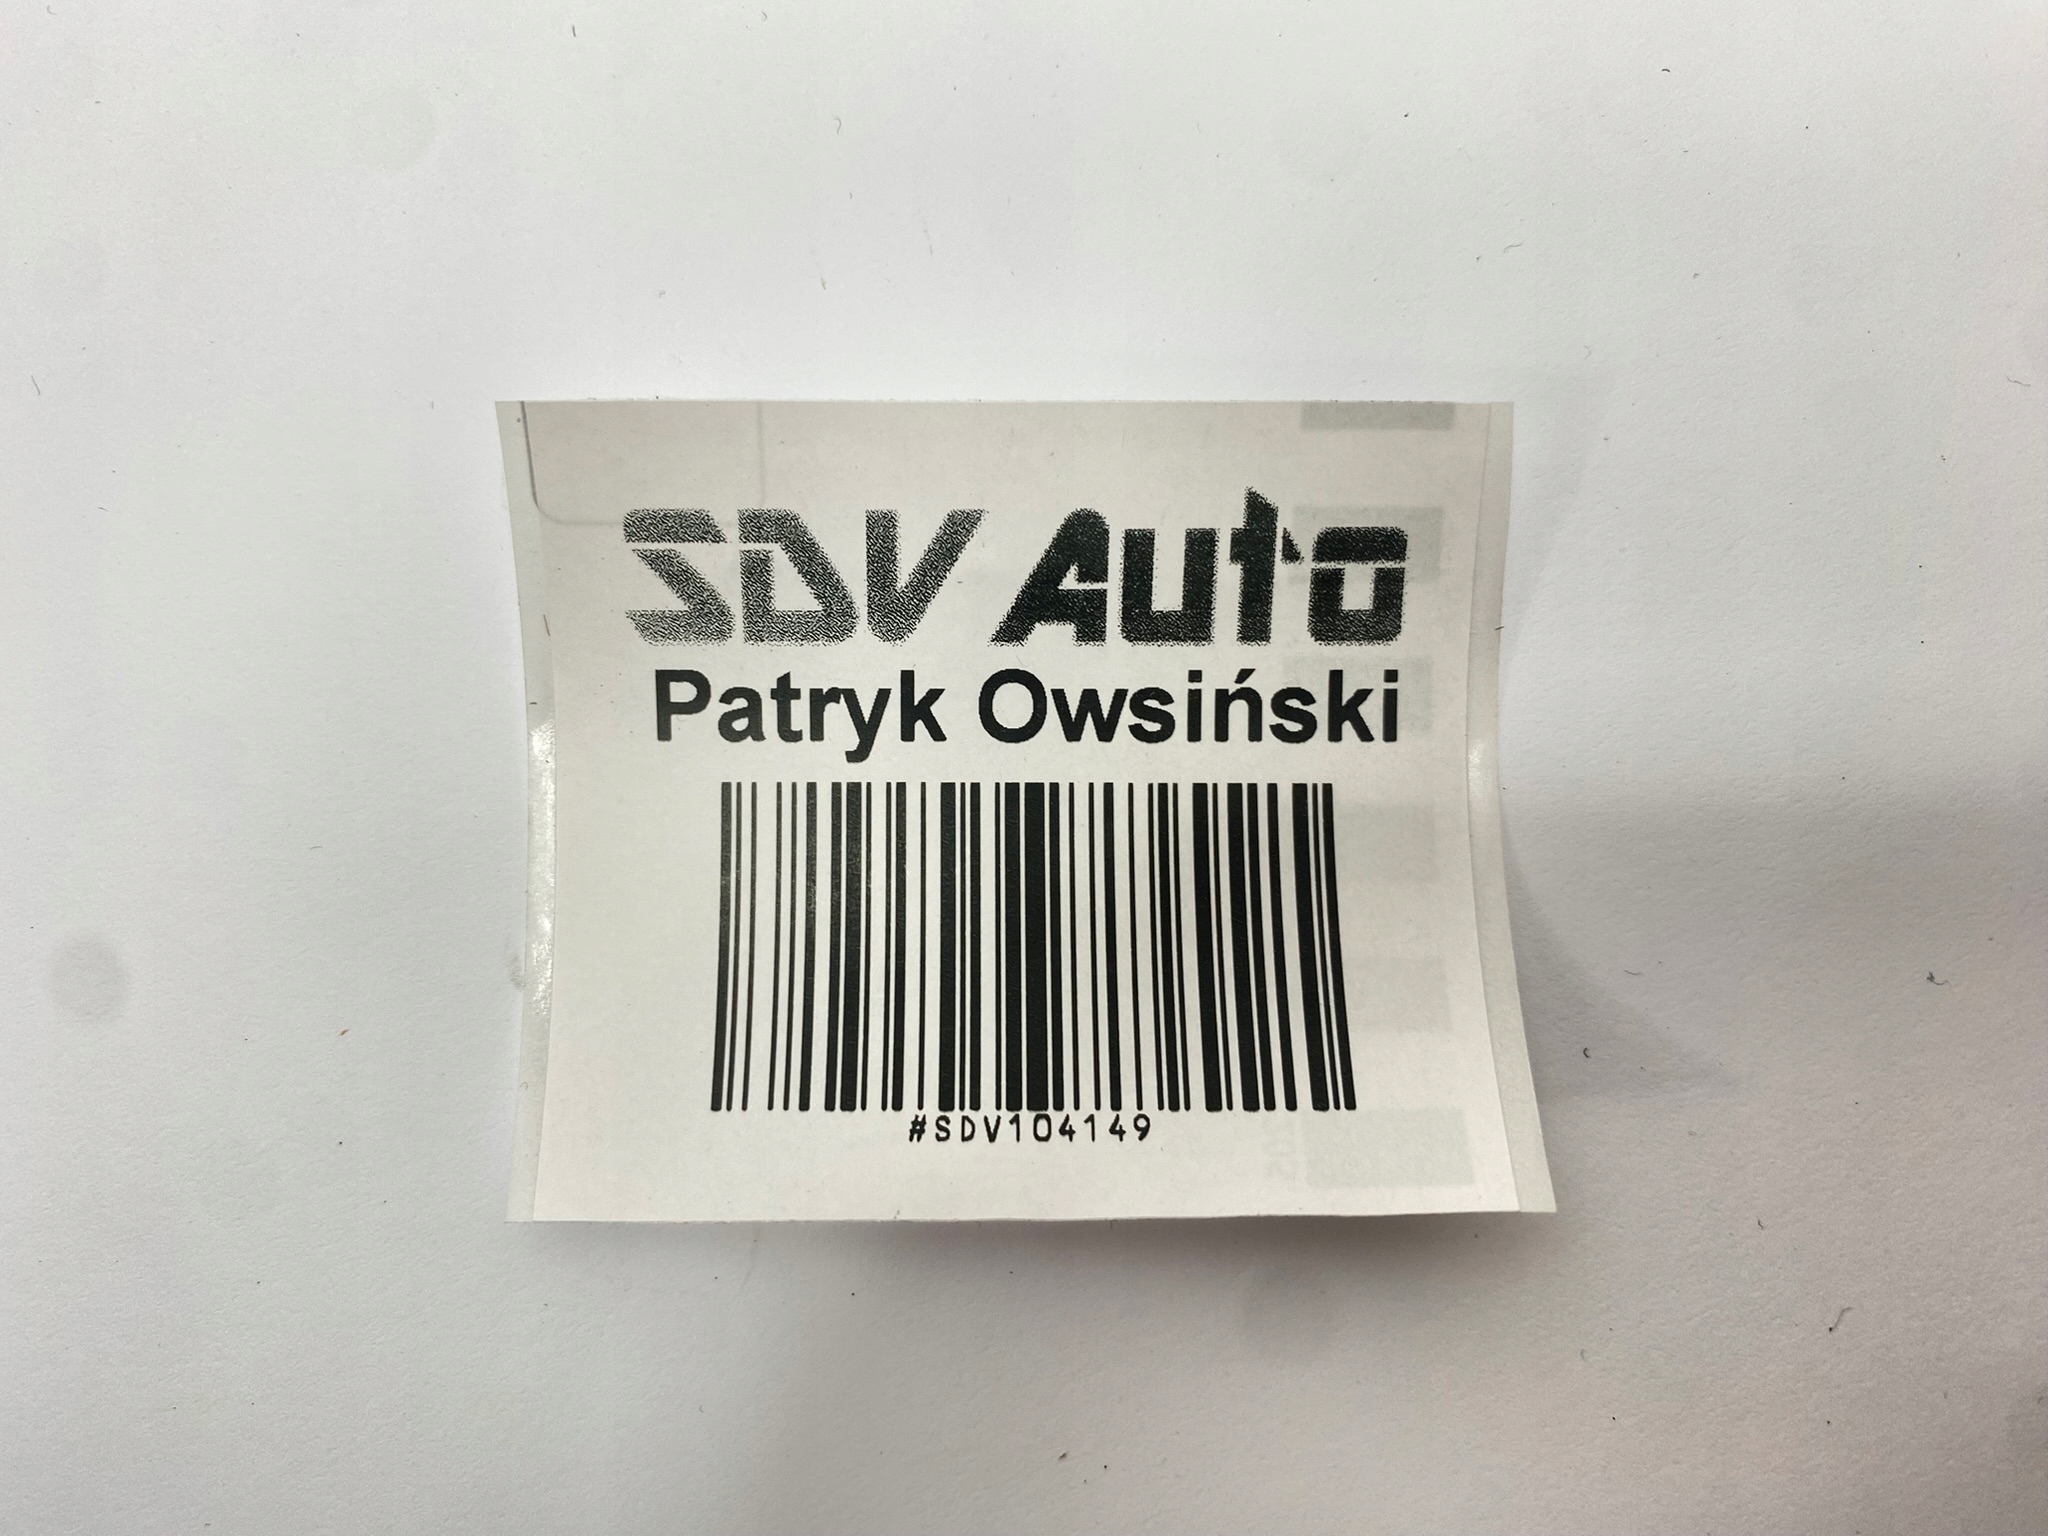 SDV Auto
Patryk Owsiński
#SDV104149